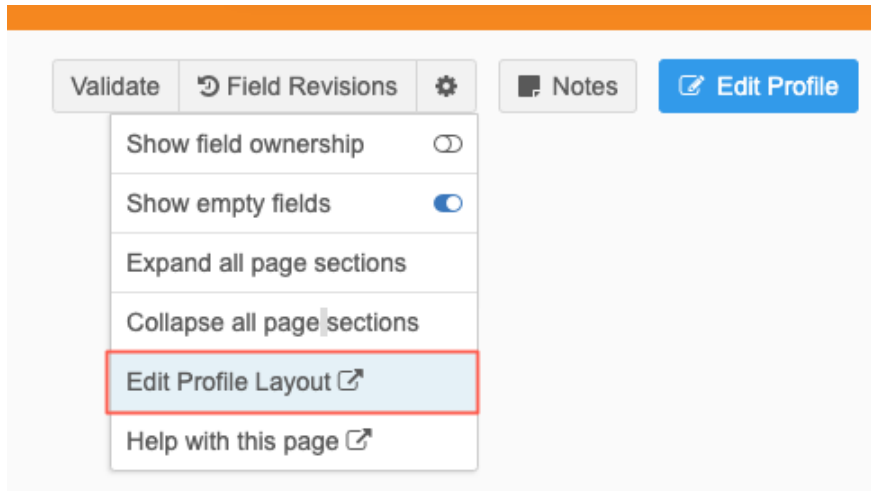 Validate Field Revisions Notes Edit Profile
Show field ownership
Show empty fields
Expand all page sections
Collapse all page sections
Edit Profile Layout
Help with this page